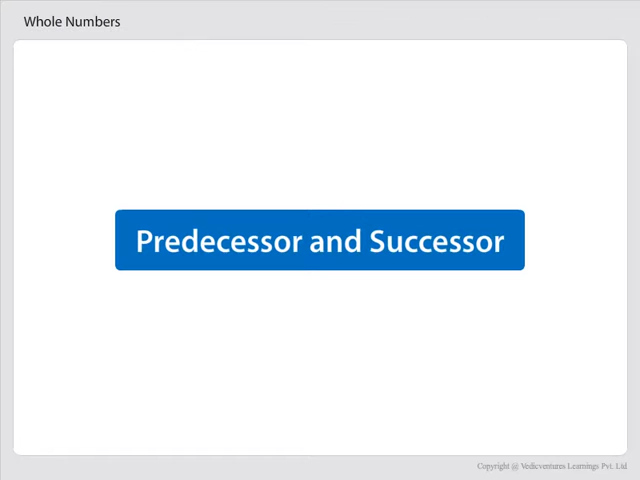 Whole Numbers
Predecessor and Successor
Copyright @ Vedicventures Learnings Pvt. Ltd